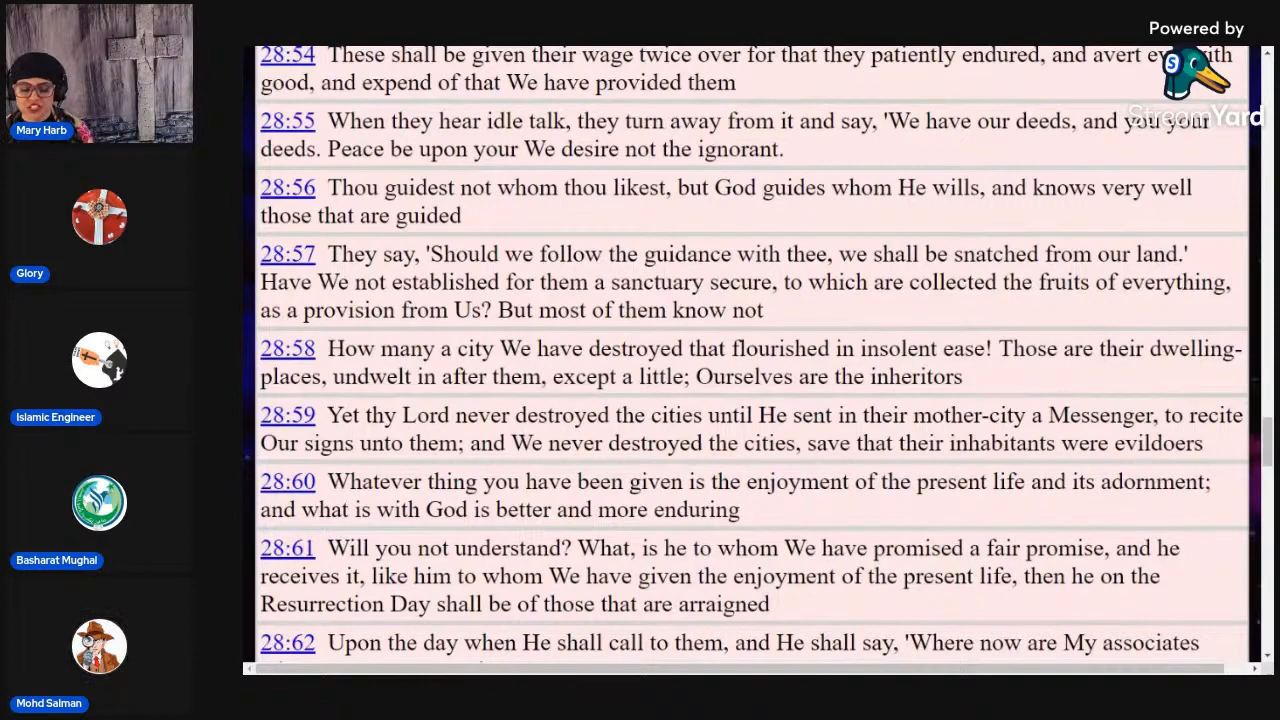 Powered by
StreamYard
Mary Harb
Glory
Islamic Engineer
Basharat Mughal
Mohd Salman
28:54 These shall be given their wage twice over for that they patiently endured, and avert with
good, and expend of that We have provided them
28:55 When they hear idle talk, they turn away from it and say, 'We have our deeds, and you your
deeds. Peace be upon your We desire not the ignorant.
28:56 Thou guidest not whom thou likest, but God guides whom He wills, and knows very well
those that are guided
28:57 They say, 'Should we follow the guidance with thee, we shall be snatched from our land.'
Have We not established for them a sanctuary secure, to which are collected the fruits of everything,
as a provision from Us? But most of them know not
28:58 How many a city We have destroyed that flourished in insolent ease! Those are their dwelling-
places, undwelt in after them, except a little; Ourselves are the inheritors
28:59 Yet thy Lord never destroyed the cities until He sent in their mother-city a Messenger, to recite
Our signs unto them; and We never destroyed the cities, save that their inhabitants were evildoers
28:60 Whatever thing you have been given is the enjoyment of the present life and its adornment;
and what is with God is better and more enduring
28:61 Will you not understand? What, is he to whom We have promised a fair promise, and he
receives it, like him to whom We have given the enjoyment of the present life, then he on the
Resurrection Day shall be of those that are arraigned
28:62 Upon the day when He shall call to them, and He shall say, 'Where now are My associates